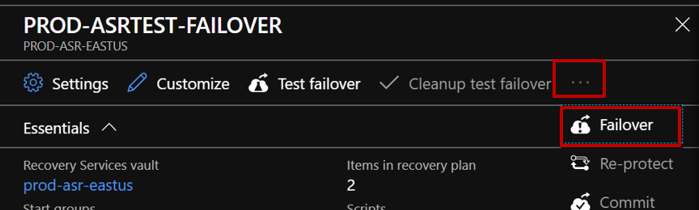 PROD-ASRTEST-FAILOVER
PROD-ASR-EASTUS
Settings Customize Test failover Cleanup test failover ...
Essentials
Failover
Recovery Services vault Items in recovery plan
Re-protect
prod-asr-eastus 2
Start groups Scripts
Commit